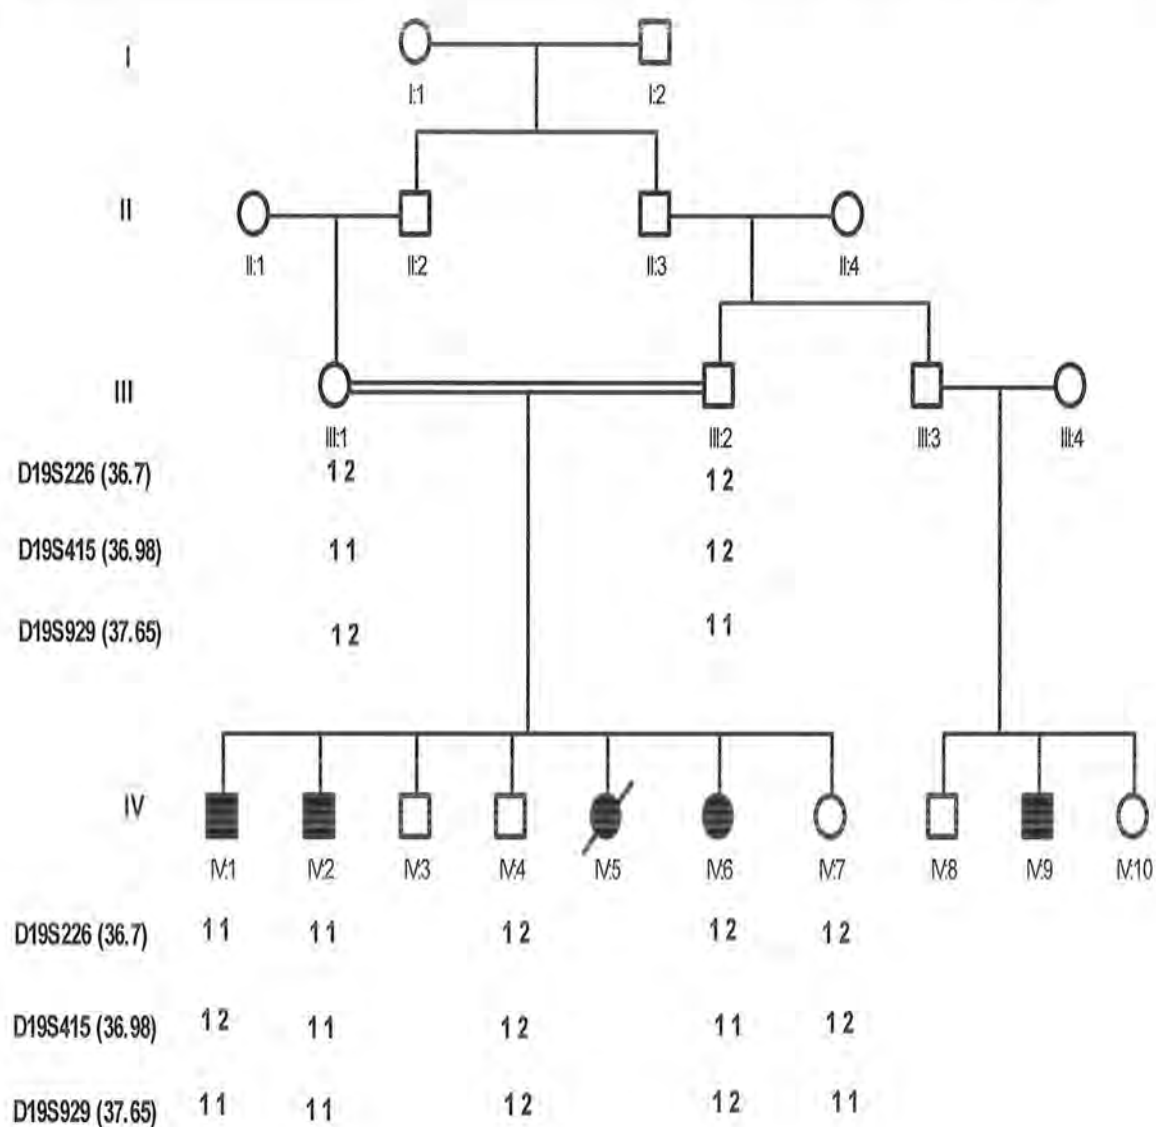 I
I:1 I:2
II
II:1 II:2 II:3 II:4
III
III:1 III:2 III:3 III:4
D19S226 (36.7) 1 2 1 2
D19S415 (36.98) 1 1 1 2
D19S929 (37.65) 1 2 1 1
IV
IV:1 IV:2 IV:3 IV:4 IV:5 IV:6 IV:7 IV:8 IV:9 IV:10
D19S226 (36.7) 1 1 1 1 1 2 1 2 1 2
D19S415 (36.98) 1 2 1 1 1 2 1 1 1 2
D19S929 (37.65) 1 1 1 1 1 2 1 2 1 1